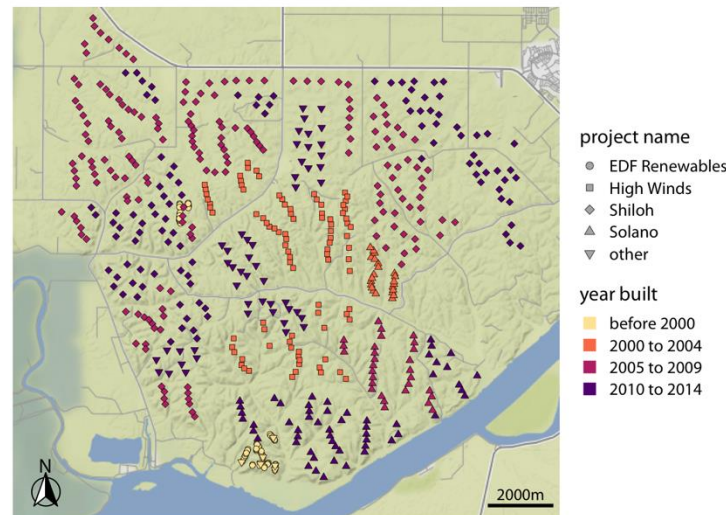 project name
EDF Renewables
High Winds
Shiloh
Solano
other
year built
before 2000
2000 to 2004
2005 to 2009
2010 to 2014
N
2000m